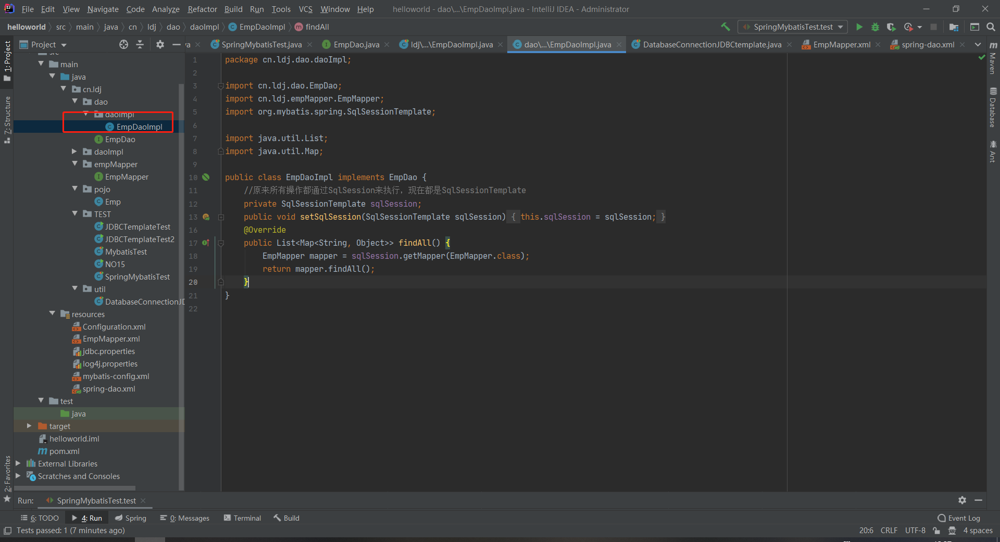 File Edit View Navigate Code Analyze Refactor Build Run Tools VCS Window Help helloworld - dao\...\EmpDaoImpl.java - IntelliJ IDEA - Administrator
helloworld src main java cn ldj dao daoImpl EmpDaoImpl findAll SpringMybatisTest.test
Project
va SpringMybatisTest.java EmpDao.java ldj\...\EmpDaoImpl.java dao\...\EmpDaoImpl.java DatabaseConnectionJDBCtemplate.java EmpMapper.xml spring-dao.xml
1: Project
7: Structure
2: Favorites
src
main
java
cn.ldj
dao
daoImpl
EmpDaoImpl
EmpDao
daoImpl
empMapper
EmpMapper
pojo
Emp
TEST
JDBCTemplateTest
JDBCTemplateTest2
MybatisTest
NO15
SpringMybatisTest
util
DatabaseConnectionJD
resources
Configuration.xml
EmpMapper.xml
jdbc.properties
log4j.properties
mybatis-config.xml
spring-dao.xml
test
java
target
helloworld.iml
pom.xml
External Libraries
Scratches and Consoles
1 package cn.ldj.dao.daoImpl;
2
3 import cn.ldj.dao.EmpDao;
4 import cn.ldj.empMapper.EmpMapper;
5 import org.mybatis.spring.SqlSessionTemplate;
6
7 import java.util.List;
8 import java.util.Map;
9
10 public class EmpDaoImpl implements EmpDao {
11 //原来所有操作都通过SqlSession来执行，现在都是SqlSessionTemplate
12 private SqlSessionTemplate sqlSession;
13 public void setSqlSession(SqlSessionTemplate sqlSession) { this.sqlSession = sqlSession; }
16 @Override
17 public List<Map<String, Object>> findAll() {
18 EmpMapper mapper = sqlSession.getMapper(EmpMapper.class);
19 return mapper.findAll();
20 }
21 }
22
Maven
Database
Ant
Run: SpringMybatisTest.test
6: TODO 4: Run Spring 0: Messages Terminal Build Event Log
Tests passed: 1 (7 minutes ago) 20:6 CRLF UTF-8 4 spaces